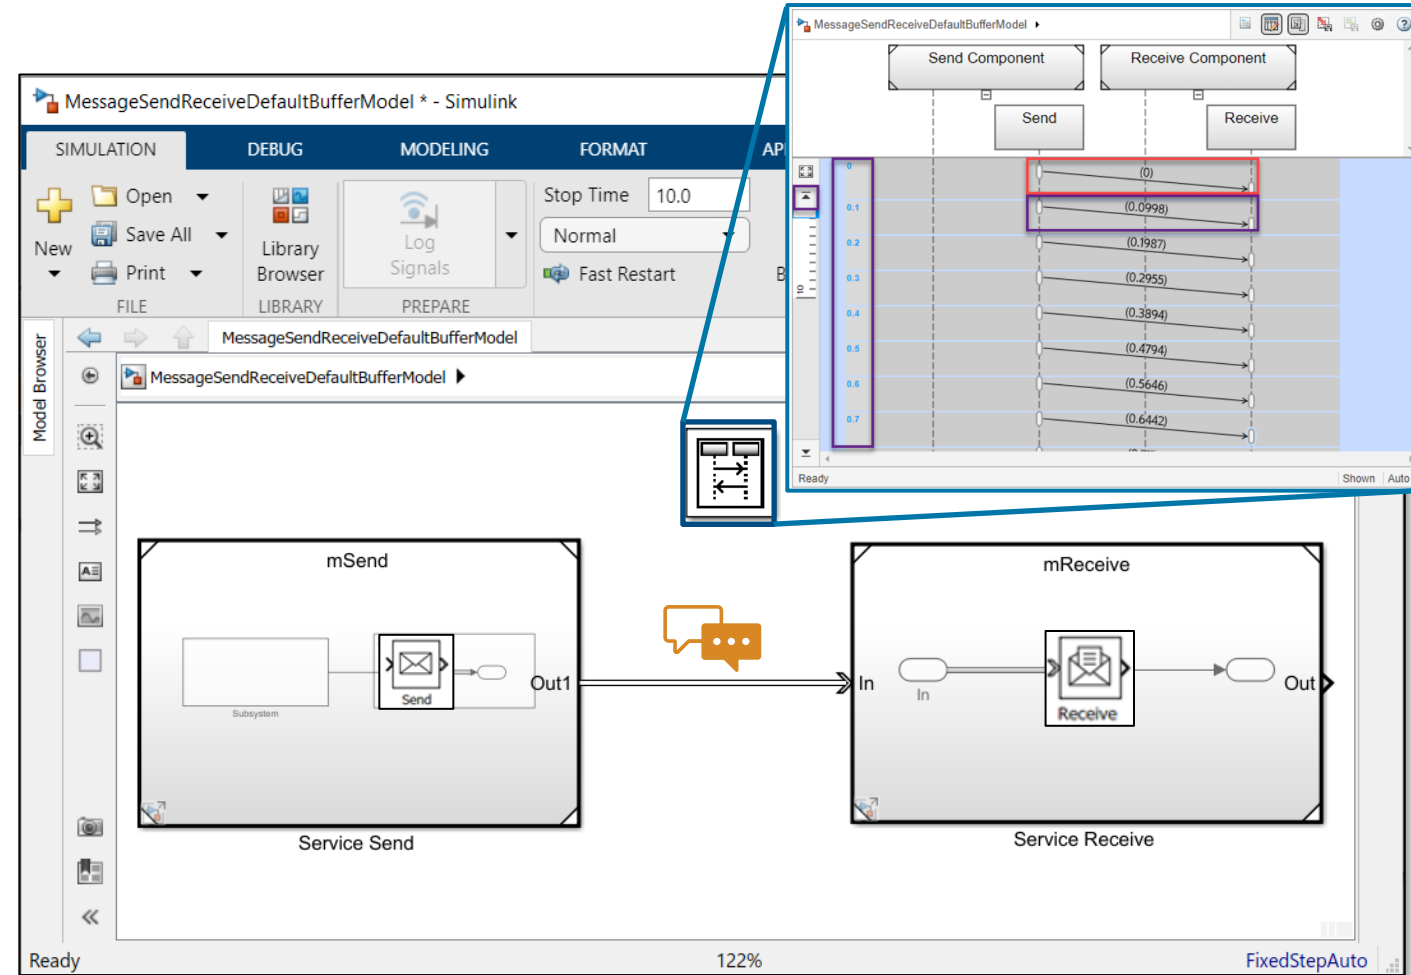 MessageSendReceiveDefaultBufferModel
Send Component
Receive Component
Send
Receive
0
(0)
0.1
(0.0998)
0.2
(0.1987)
0.3
(0.2955)
0.4
(0.3894)
0.5
(0.4794)
0.6
(0.5646)
0.7
(0.6442)
10
Ready
Shown
Auto
MessageSendReceiveDefaultBufferModel * - Simulink
SIMULATION
DEBUG
MODELING
FORMAT
AP
New
Open
Save All
Print
FILE
Library
Browser
LIBRARY
Log
Signals
PREPARE
Stop Time
10.0
Normal
Fast Restart
B
Model Browser
MessageSendReceiveDefaultBufferModel
MessageSendReceiveDefaultBufferModel
mSend
Subsystem
Send
Out1
Service Send
mReceive
In
In
Receive
Out
Service Receive
Ready
122%
FixedStepAuto